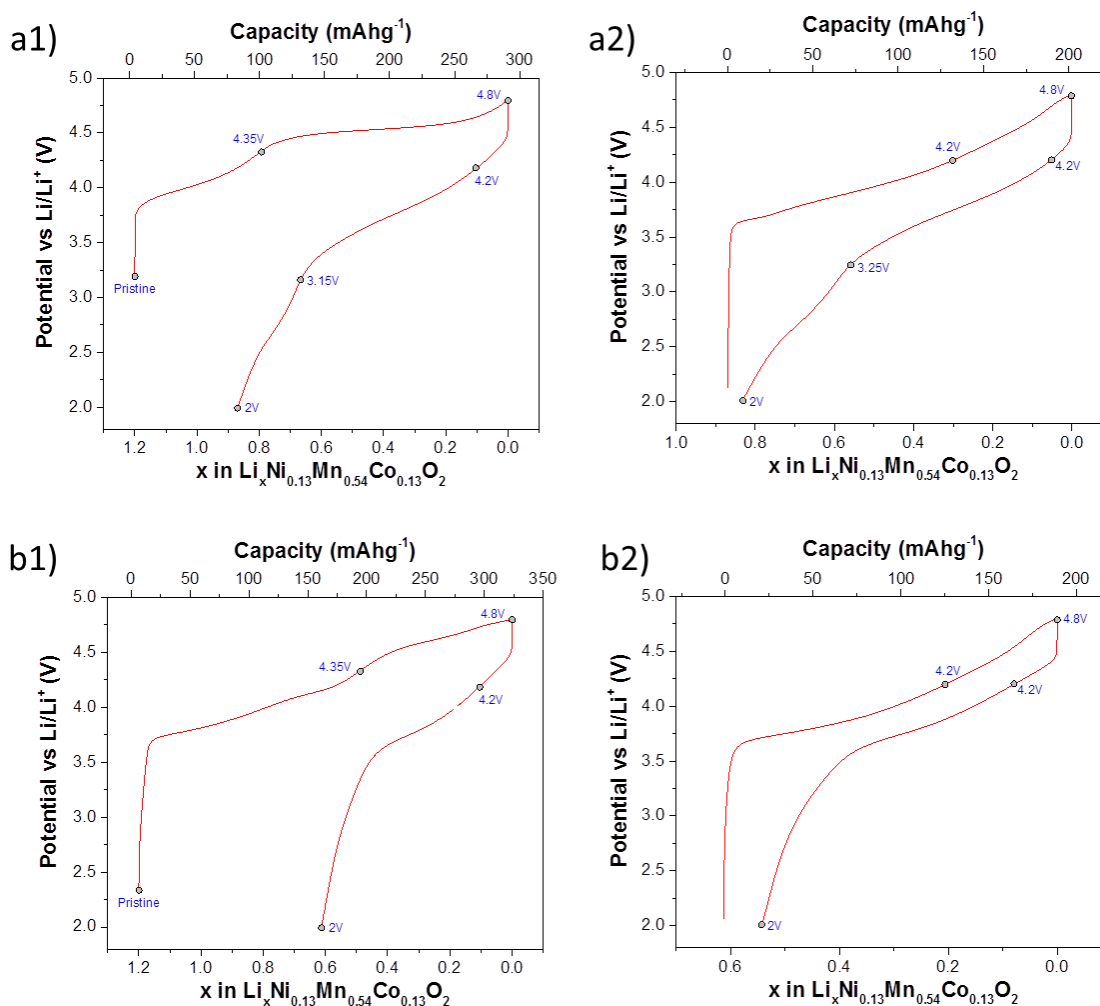 a1)
Capacity (mAhg⁻¹)
0 50 100 150 200 250 300
5.0
4.5
4.0
3.5
3.0
2.5
2.0
Potential vs Li/Li⁺ (V)
Pristine
4.35V
4.8V
4.2V
3.15V
2V
1.2 1.0 0.8 0.6 0.4 0.2 0.0
x in LiₓNi₀.₁₃Mn₀.₅₄Co₀.₁₃O₂
a2)
Capacity (mAhg⁻¹)
0 50 100 150 200
5.0
4.5
4.0
3.5
3.0
2.5
2.0
Potential vs Li/Li⁺ (V)
4.2V
4.8V
4.2V
3.25V
2V
1.0 0.8 0.6 0.4 0.2 0.0
x in LiₓNi₀.₁₃Mn₀.₅₄Co₀.₁₃O₂
b1)
Capacity (mAhg⁻¹)
0 50 100 150 200 250 300 350
5.0
4.5
4.0
3.5
3.0
2.5
2.0
Potential vs Li/Li⁺ (V)
Pristine
4.35V
4.8V
4.2V
2V
1.2 1.0 0.8 0.6 0.4 0.2 0.0
x in LiₓNi₀.₁₃Mn₀.₅₄Co₀.₁₃O₂
b2)
Capacity (mAhg⁻¹)
0 50 100 150 200
5.0
4.5
4.0
3.5
3.0
2.5
2.0
Potential vs Li/Li⁺ (V)
4.2V
4.8V
4.2V
2V
0.6 0.4 0.2 0.0
x in LiₓNi₀.₁₃Mn₀.₅₄Co₀.₁₃O₂